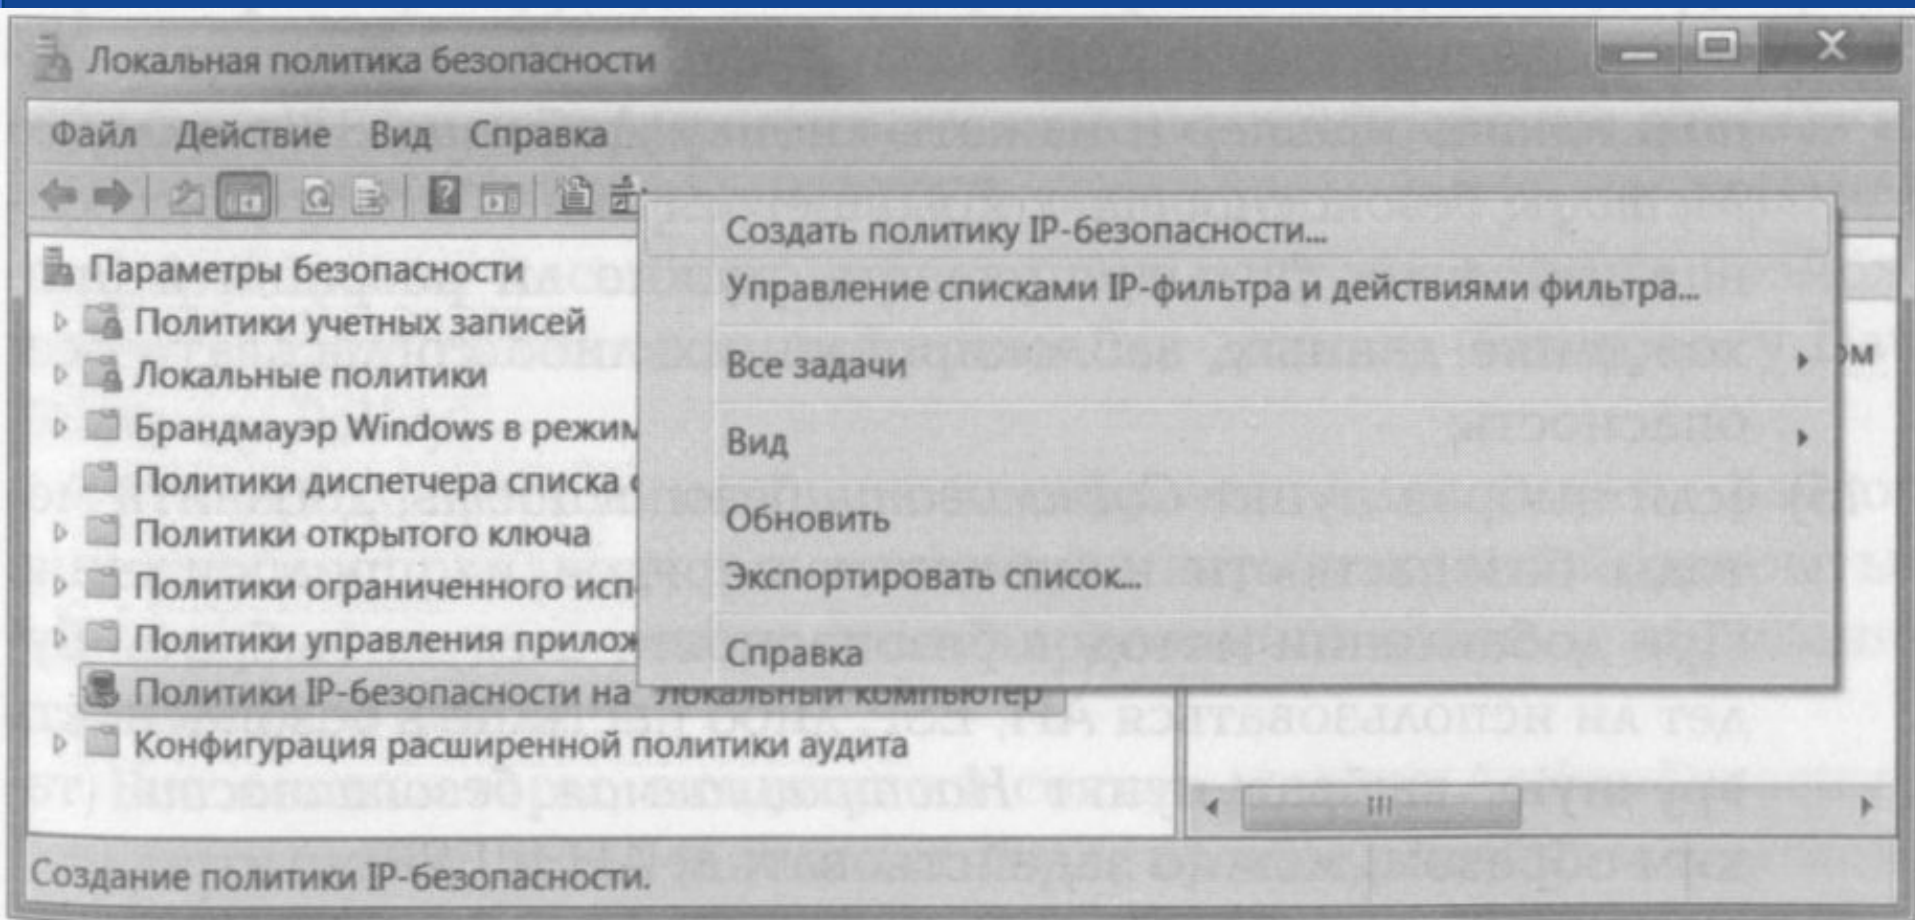 Локальная политика безопасности
Файл Действие Вид Справка
Параметры безопасности
Политики учетных записей
Локальные политики
Брандмауэр Windows в режим
Политики диспетчера списка
Политики открытого ключа
Политики ограниченного исп
Политики управления прилож
Политики IP-безопасности на "Локальный компьютер"
Конфигурация расширенной политики аудита
Создать политику IP-безопасности...
Управление списками IP-фильтра и действиями фильтра...
Все задачи
Вид
Обновить
Экспортировать список...
Справка
ом
Создание политики IP-безопасности.